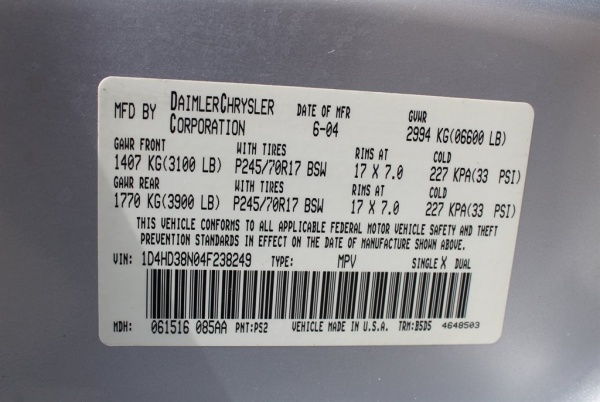 MFD BY DAIMLERCHRYSLER CORPORATION DATE OF MFR 6-04 GVWR 2994 KG(06600 LB)
GAWR FRONT WITH TIRES RIMS AT COLD
1407 KG(3100 LB) P245/70R17 BSW 17 X 7.0 227 KPA(33 PSI)
GAWR REAR WITH TIRES RIMS AT COLD
1770 KG(3900 LB) P245/70R17 BSW 17 X 7.0 227 KPA(33 PSI)
THIS VEHICLE CONFORMS TO ALL APPLICABLE FEDERAL MOTOR VEHICLE SAFETY AND THEFT
PREVENTION STANDARDS IN EFFECT ON THE DATE OF MANUFACTURE SHOWN ABOVE.
VIN: 1D4HD38N04F238249 TYPE: MPV SINGLE X DUAL
MDH: 061516 085AA PNT:PS2 VEHICLE MADE IN U.S.A. TRM:B5D5 4648503